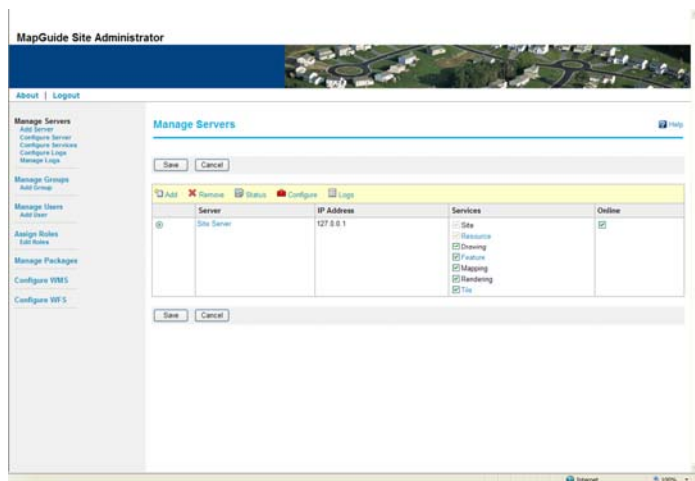 MapGuide Site Administrator
About | Logout
Manage Servers
Add Server
Configure Server
Configure Services
Configure Logs
Manage Logs
Manage Groups
Add Group
Manage Users
Add User
Assign Roles
Edit Roles
Manage Packages
Configure WMS
Configure WFS
Manage Servers
Help
Save Cancel
Add Remove Status Configure Logs
Server IP Address Services Online
Site Server 127.0.0.1 Site
Resource
Drawing
Feature
Mapping
Rendering
Tile
Save Cancel
Internet 100%